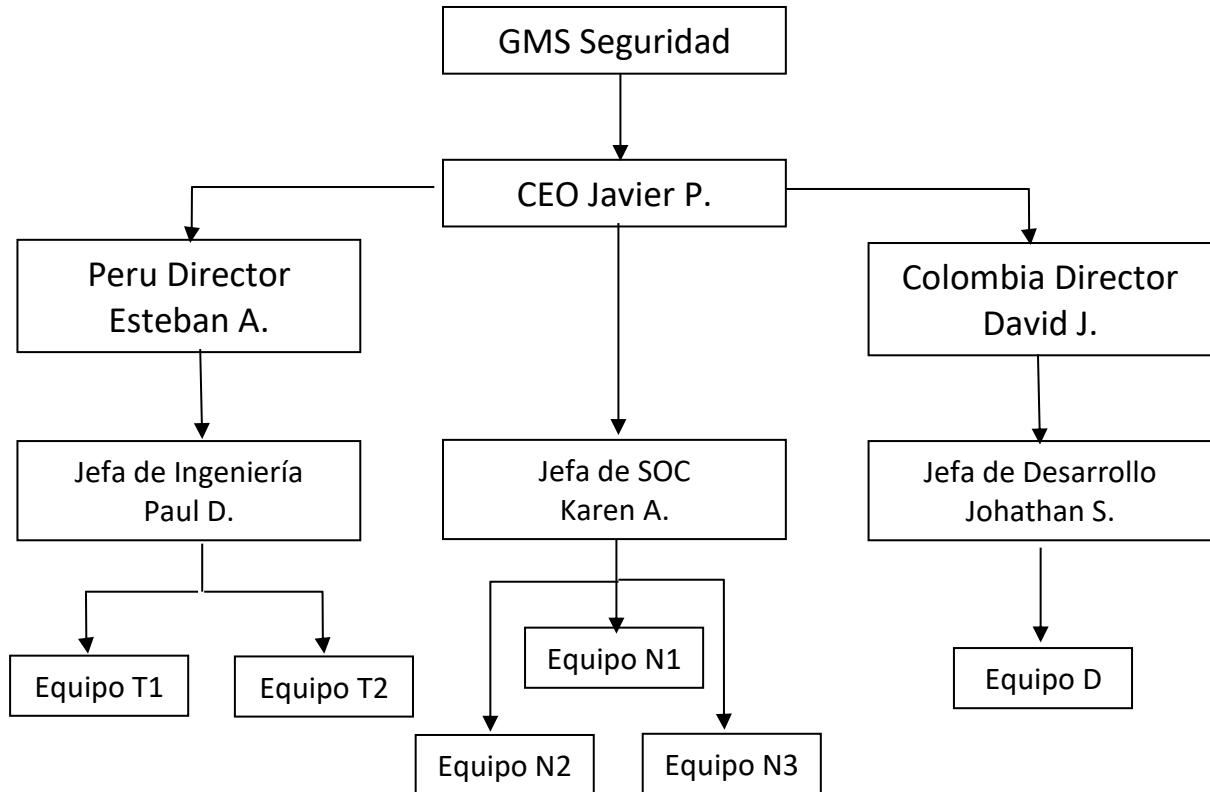 GMS Seguridad
CEO Javier P.
Peru Director
Esteban A.
Colombia Director
David J.
Jefa de Ingeniería
Paul D.
Jefa de SOC
Karen A.
Jefa de Desarrollo
Johathan S.
Equipo T1
Equipo T2
Equipo N1
Equipo D
Equipo N2
Equipo N3